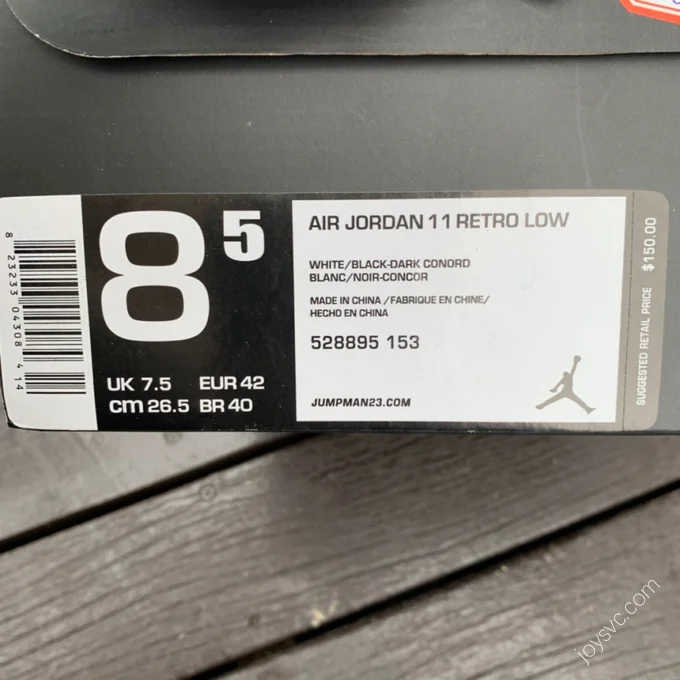 8 5
UK 7.5 EUR 42
CM 26.5 BR 40
AIR JORDAN 11 RETRO LOW
WHITE/BLACK-DARK CONORD
BLANC/NOIR-CONCOR
MADE IN CHINA /FABRIQUE EN CHINE/
HECHO EN CHINA
528895 153
JUMPMAN23.COM
SUGGESTED RETAIL PRICE $150.00
8 23233 04308 4 14
joysvc.com